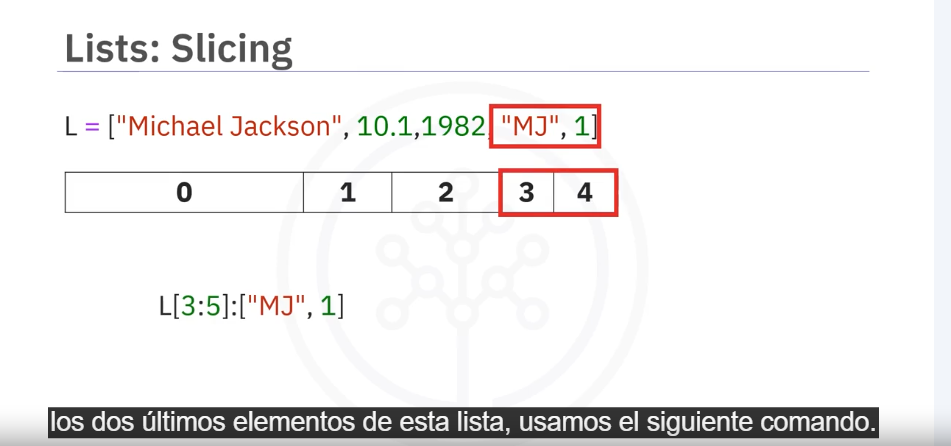 Lists: Slicing
L = ["Michael Jackson", 10.1,1982, "MJ", 1]
0 1 2 3 4
L[3:5]:["MJ", 1]
los dos últimos elementos de esta lista, usamos el siguiente comando.